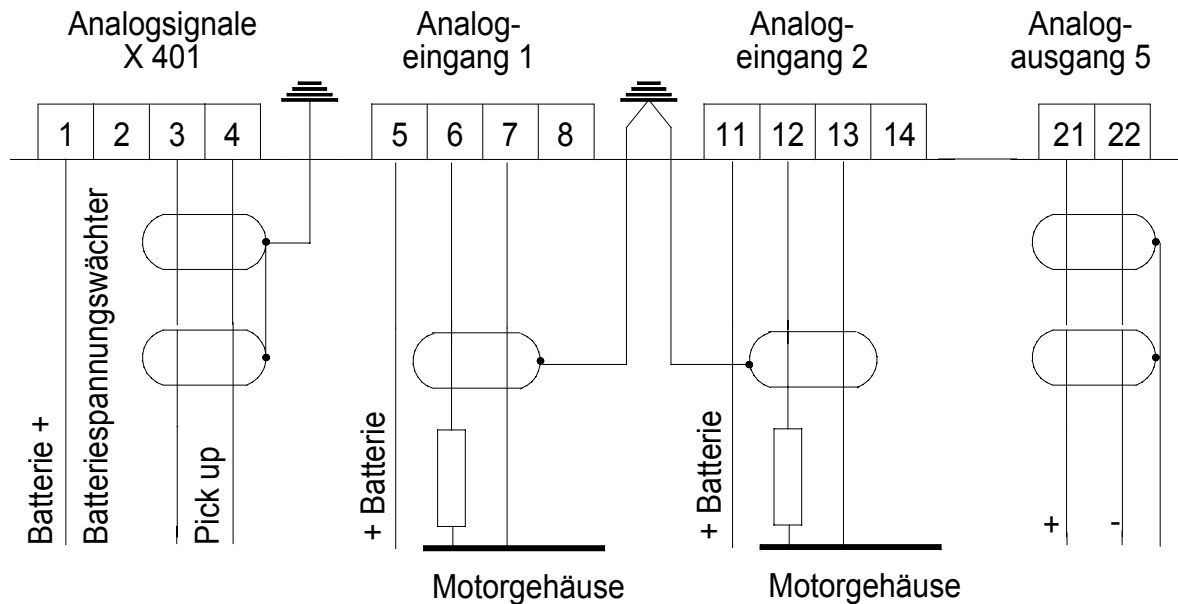 Analogsignale
X 401
Analog-
eingang 1
Analog-
eingang 2
Analog-
ausgang 5
1 2 3 4
5 6 7 8
11 12 13 14
21 22
Batterie +
Batteriespannungswächter
Pick up
+ Batterie
+ Batterie
+ -
Motorgehäuse
Motorgehäuse